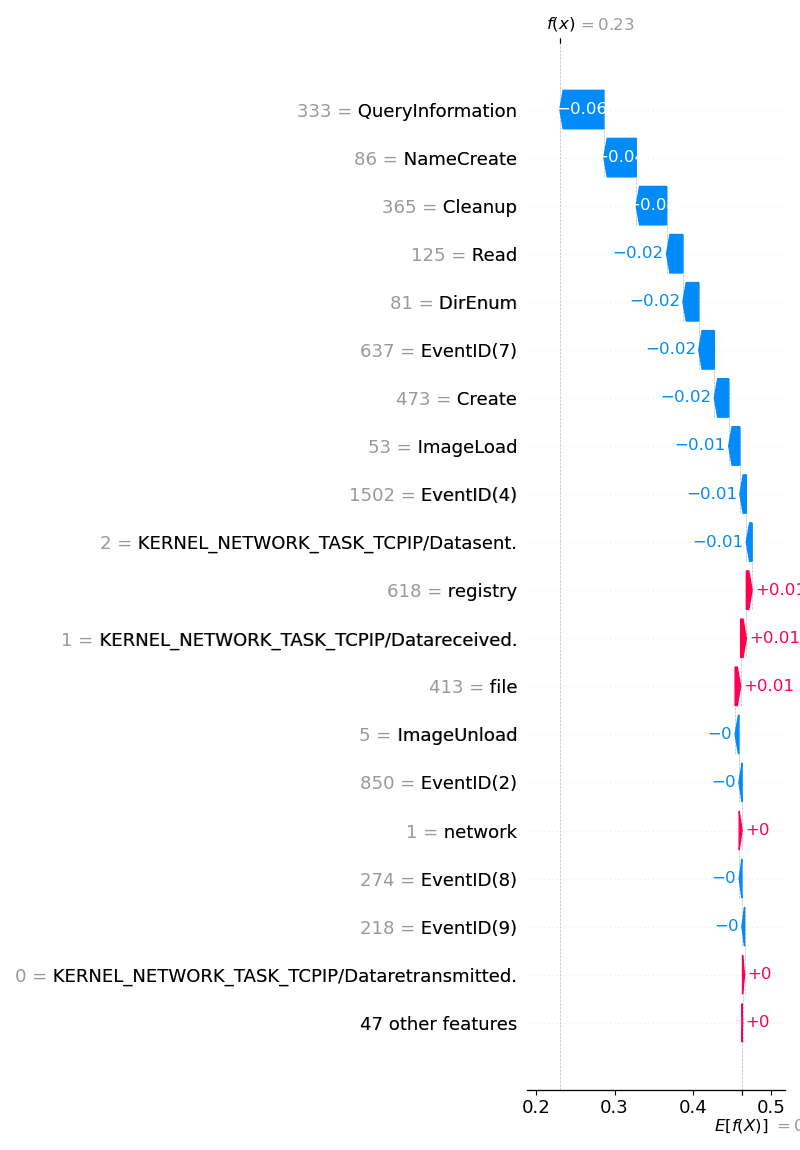 f(x) = 0.23
333 = QueryInformation −0.06
86 = NameCreate −0.04
365 = Cleanup
125 = Read −0.02
81 = DirEnum −0.02
637 = EventID(7) −0.02
473 = Create −0.02
53 = ImageLoad −0.01
1502 = EventID(4) −0.01
2 = KERNEL_NETWORK_TASK_TCPIP/Datasent. −0.01
618 = registry +0.01
1 = KERNEL_NETWORK_TASK_TCPIP/Datareceived. +0.01
413 = file +0.01
5 = ImageUnload −0
850 = EventID(2) −0
1 = network +0
274 = EventID(8) −0
218 = EventID(9) −0
0 = KERNEL_NETWORK_TASK_TCPIP/Dataretransmitted. +0
47 other features +0
0.2 0.3 0.4 0.5
E[f(X)] =